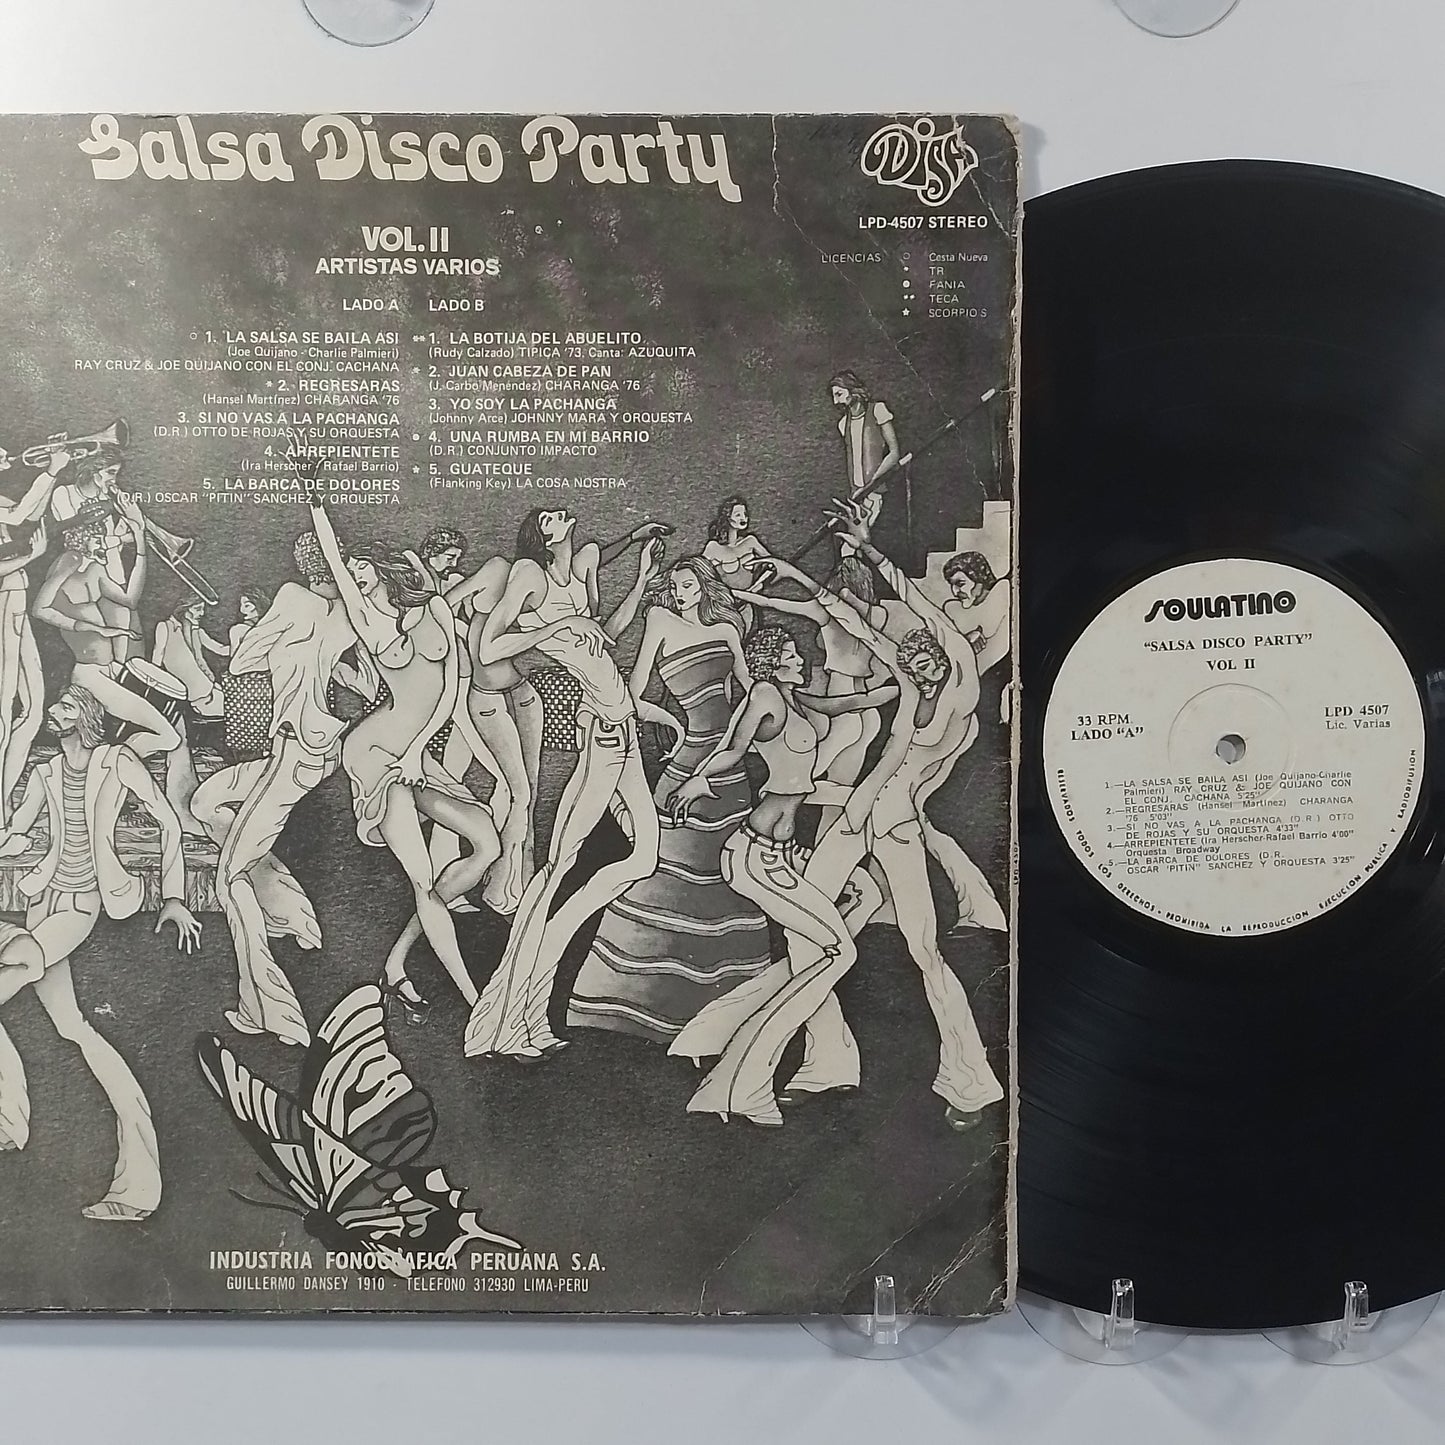 Salsa Disco Party
DISCS
LPD-4507 STEREO
VOL. II
ARTISTAS VARIOS
LICENCIAS ○ Cesta Nueva
* TR
● FANIA
** TECA
★ SCORPIO'S
LADO A LADO B
○ 1. LA SALSA SE BAILA ASI
(Joe Quijano - Charlie Palmieri)
RAY CRUZ & JOE QUIJANO CON EL CONJ. CACHANA
* 2. REGRESARAS
(Hansel Martínez) CHARANGA '76
3. SI NO VAS A LA PACHANGA
(D.R.) OTTO DE ROJAS Y SU ORQUESTA
4. ARREPIENTETE
(Ira Herscher - Rafael Barrio)
5. LA BARCA DE DOLORES
(D.R.) OSCAR "PITIN" SANCHEZ Y ORQUESTA
** 1. LA BOTIJA DEL ABUELITO
(Rudy Calzado) TIPICA '73, Canta: AZUQUITA
* 2. JUAN CABEZA DE PAN
(J. Carbo Menéndez) CHARANGA '76
3. YO SOY LA PACHANGA
(Johnny Arce) JOHNNY MARA Y ORQUESTA
● 4. UNA RUMBA EN MI BARRIO
(D.R.) CONJUNTO IMPACTO
★ 5. GUATEQUE
(Flanking Key) LA COSA NOSTRA
INDUSTRIA FONOGRAFICA PERUANA S.A.
GUILLERMO DANSEY 1910 - TELEFONO 312930 LIMA-PERU
LPD-4507
SOULATINO
"SALSA DISCO PARTY"
VOL II
33 RPM.
LADO "A"
LPD 4507
Lic. Varias
1.—LA SALSA SE BAILA ASI (Joe Quijano-Charlie
Palmieri) RAY CRUZ & JOE QUIJANO CON
EL CONJ. CACHANA 5'25"
2.—REGRESARAS (Hansel Martínez) CHARANGA
'76 5'03"
3.—SI NO VAS A LA PACHANGA (D.R.) OTTO
DE ROJAS Y SU ORQUESTA 4'33"
4.—ARREPIENTETE (Ira Herscher-Rafael Barrio 4'00"
Orquesta Broadway
5.—LA BARCA DE DOLORES (D.R.
OSCAR "PITIN" SANCHEZ Y ORQUESTA 3'25"
RESERVADOS TODOS LOS DERECHOS - PROHIBIDA LA REPRODUCCION EJECUCION PUBLICA Y RADIODIFUSION